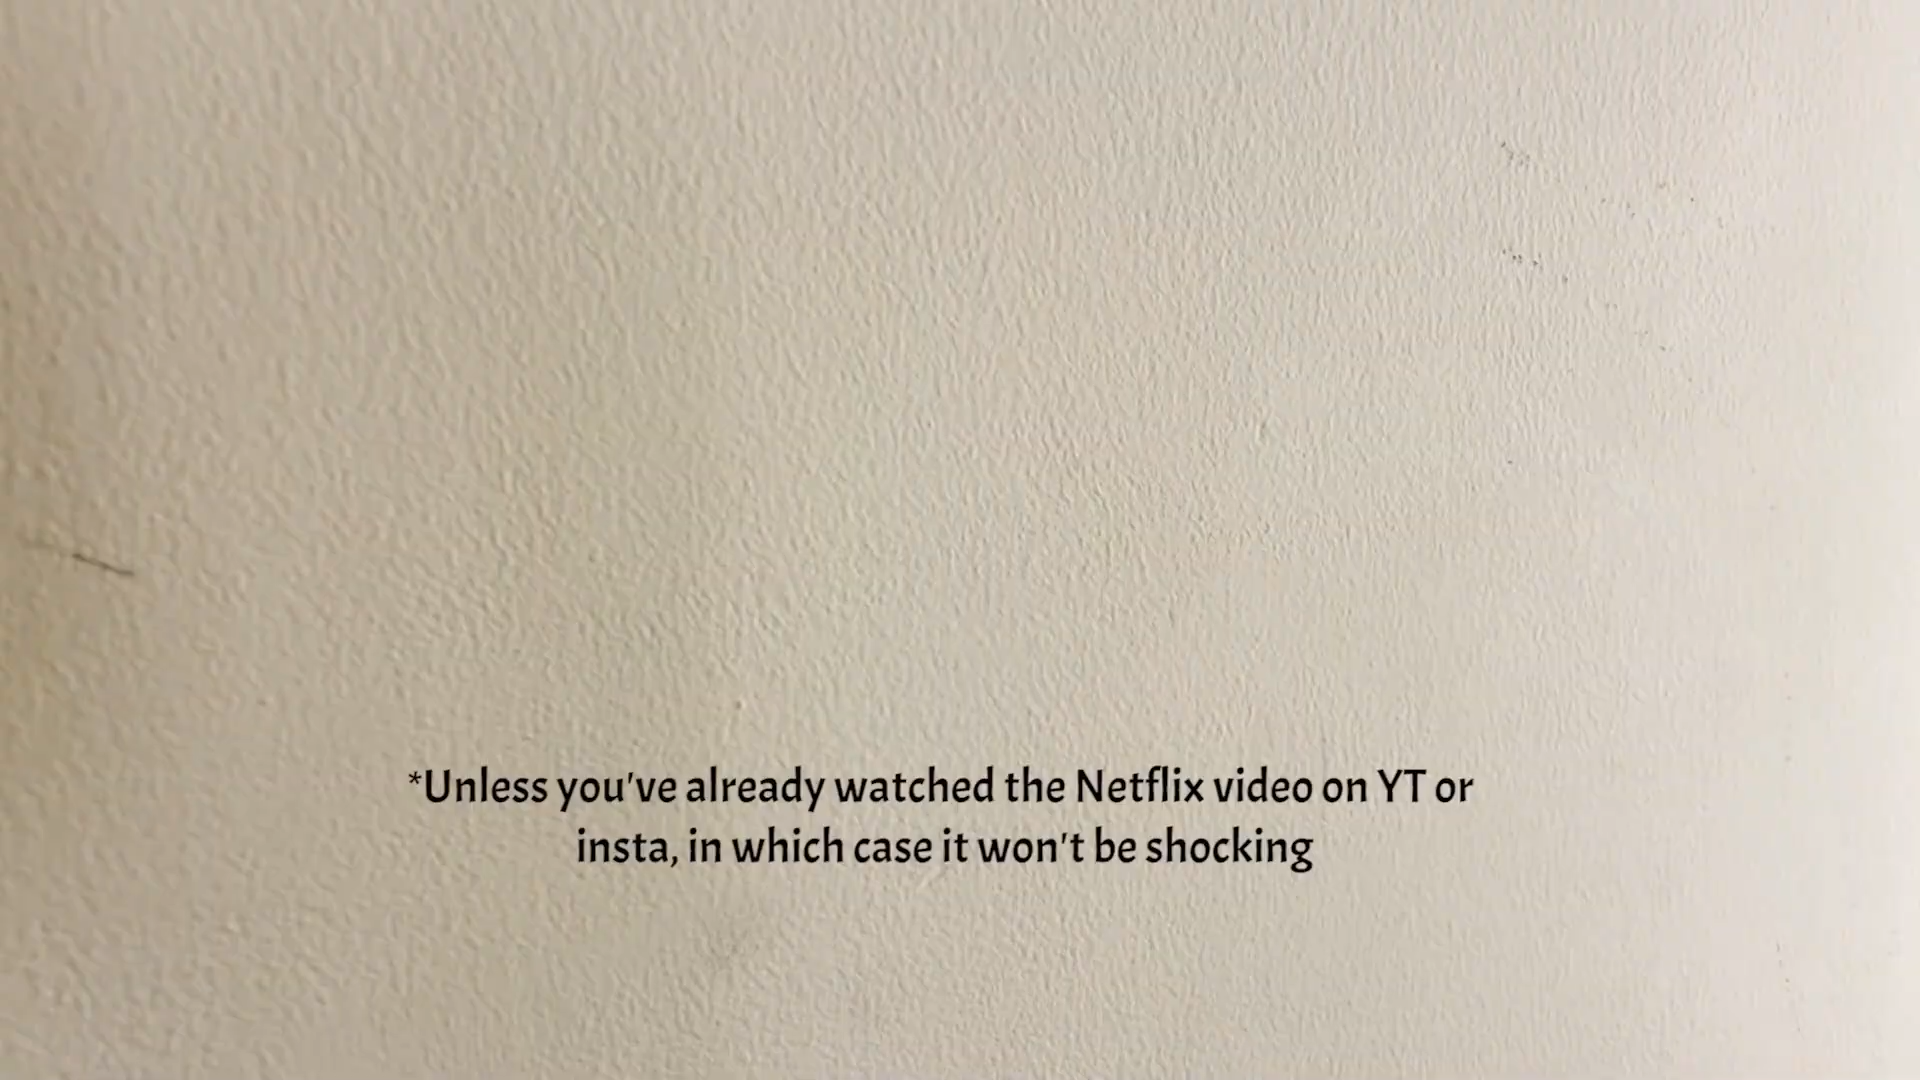 *Unless you've already watched the Netflix video on YT or
insta, in which case it won't be shocking